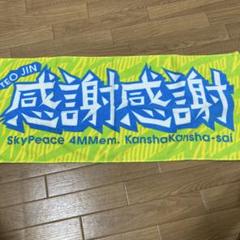 TEO JIN
感謝感謝
SkyPeace 4MMem. KanshaKansha-sai